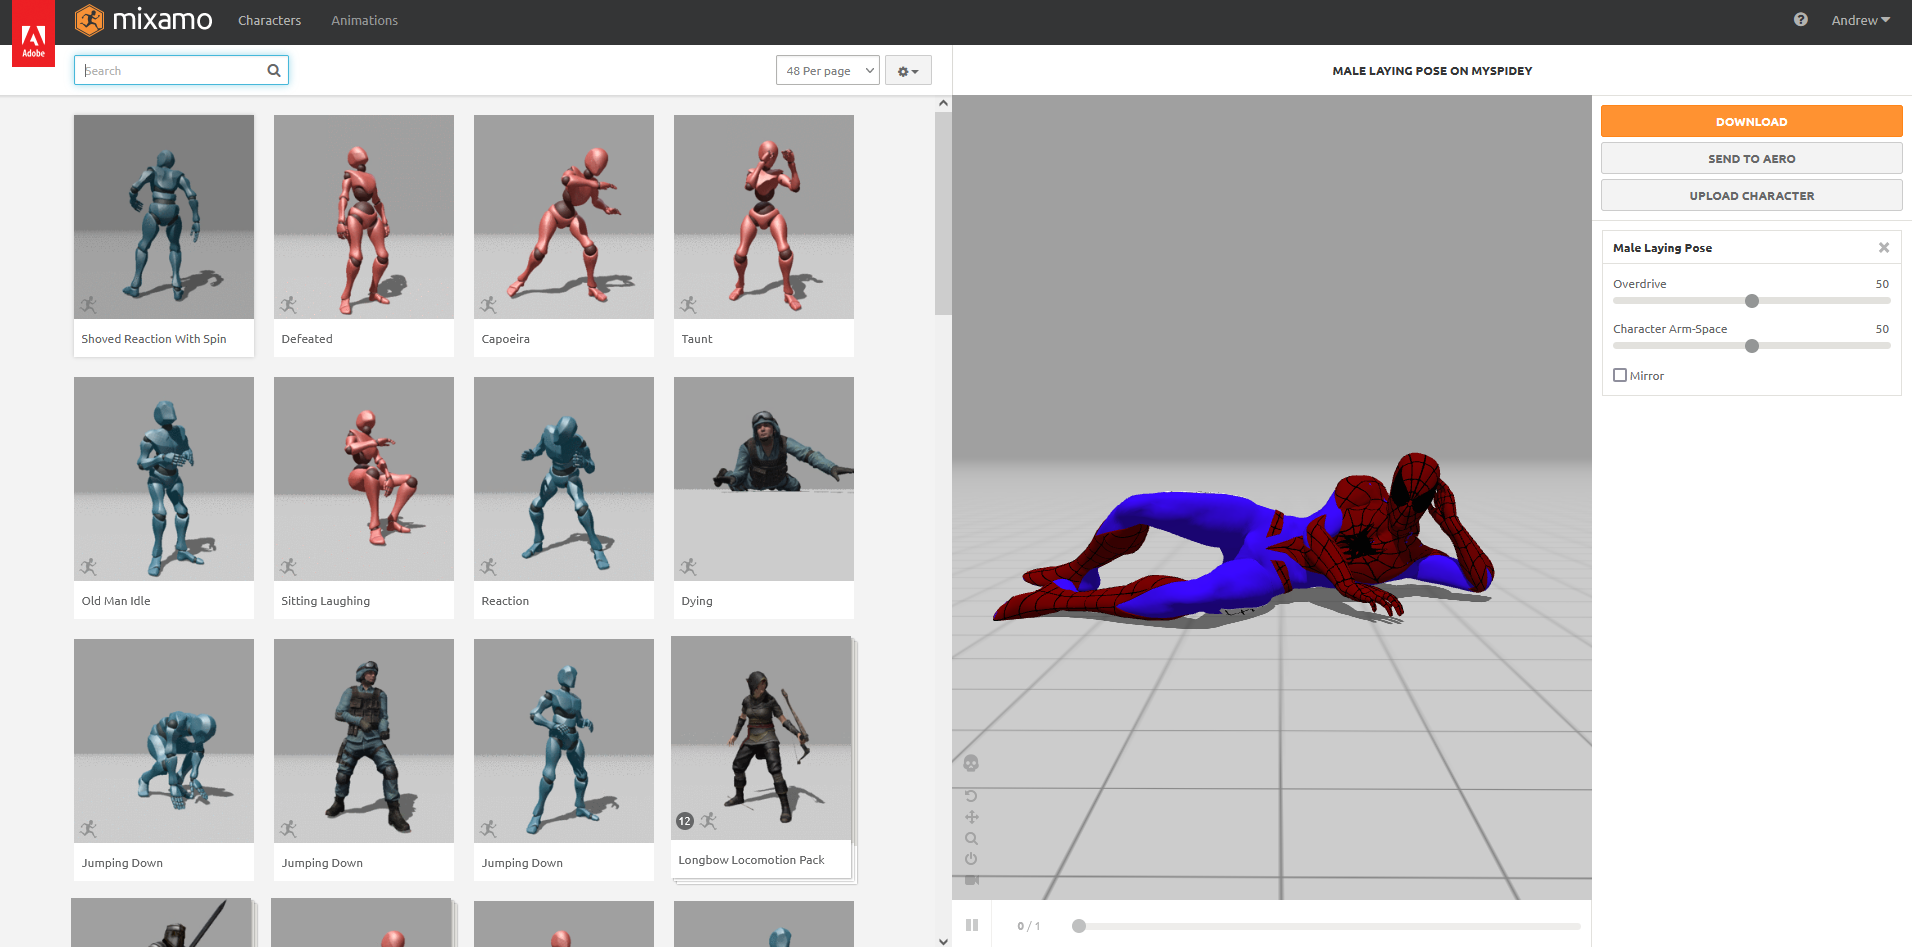 Adobe
mixamo
Characters
Animations
Andrew
Search
48 Per page
MALE LAYING POSE ON MYSPIDEY
DOWNLOAD
SEND TO AERO
UPLOAD CHARACTER
Male Laying Pose
Overdrive 50
Character Arm-Space 50
Mirror
Shoved Reaction With Spin
Defeated
Capoeira
Taunt
Old Man Idle
Sitting Laughing
Reaction
Dying
Jumping Down
Jumping Down
Jumping Down
12
Longbow Locomotion Pack
0 / 1